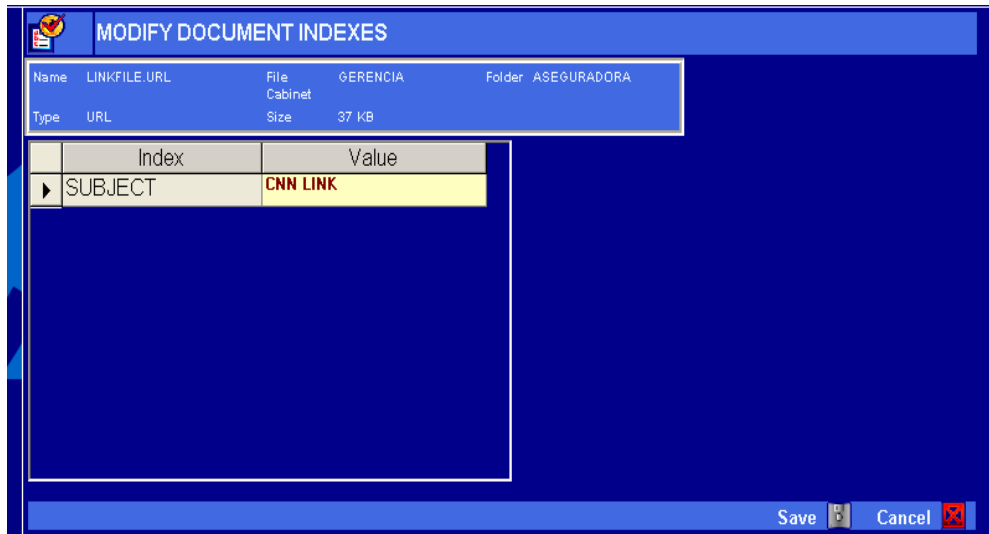 MODIFY DOCUMENT INDEXES
Name LINKFILE.URL File Cabinet GERENCIA Folder ASEGURADORA
Type URL Size 37 KB
Index Value
SUBJECT CNN LINK
Save Cancel